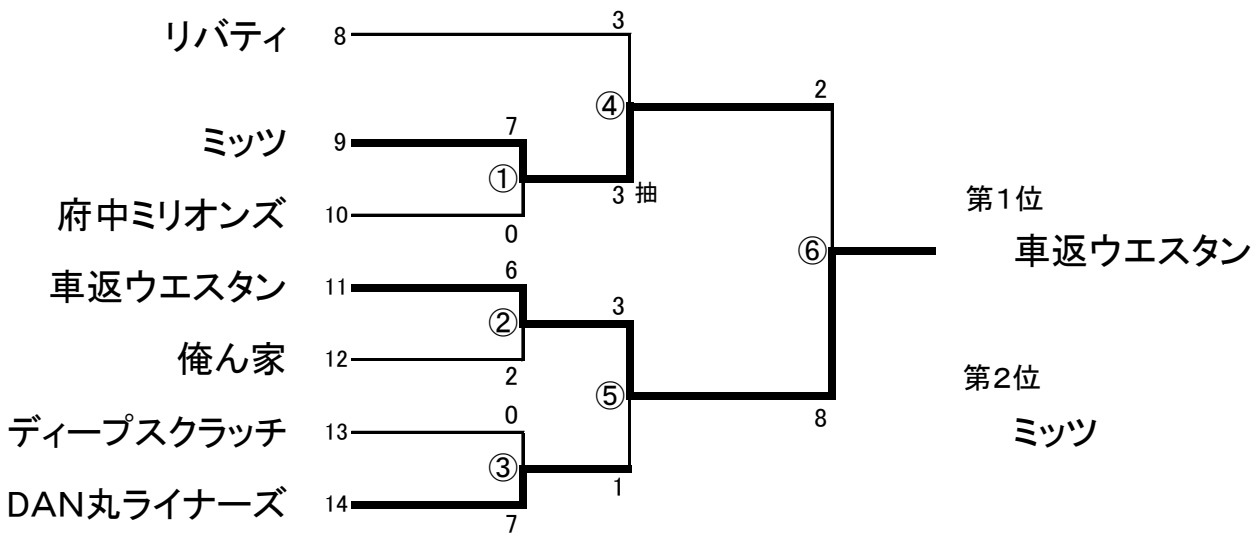 リバティ 8 3
④ 2
ミッツ 9 7
① 3 抽
府中ミリオンズ 10 0
第1位
⑥ 車返ウエスタン
車返ウエスタン 11 6
② 3
俺ん家 12 2
第2位
⑤ 8
ディープスクラッチ 13 0
ミッツ
③ 1
DAN丸ライナーズ 14 7